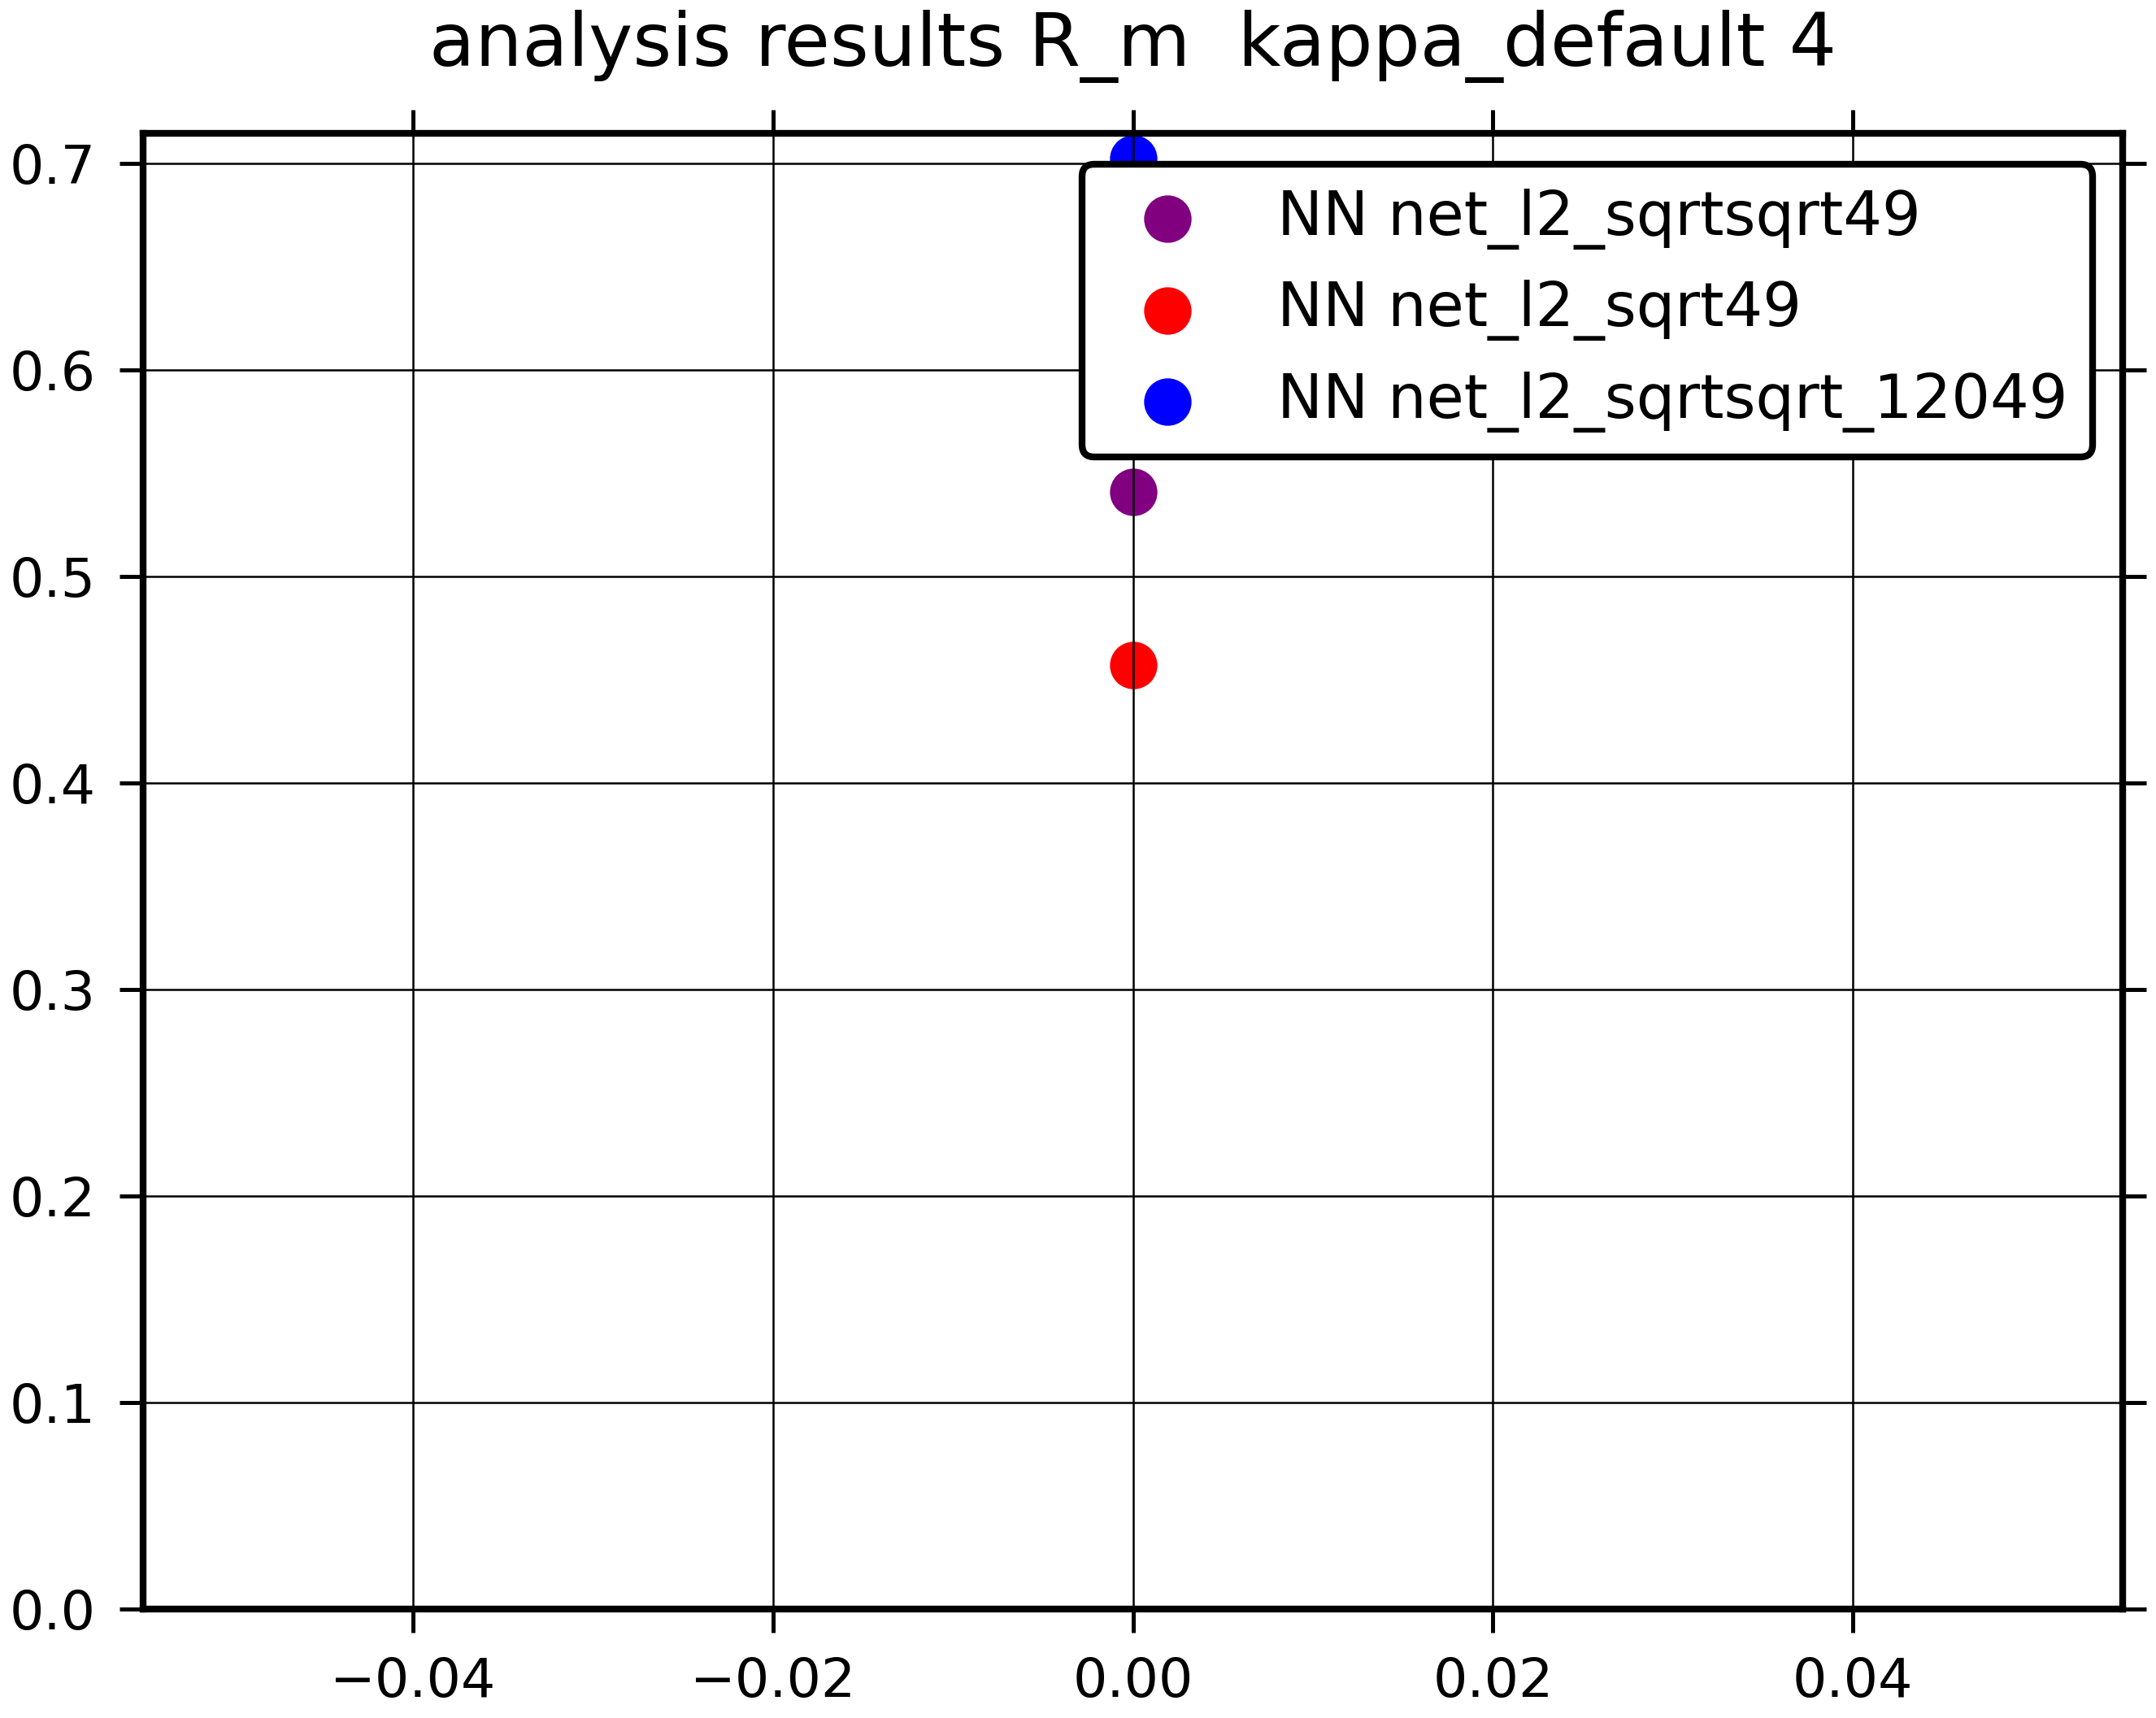 analysis results R_m  kappa_default 4
0.7
0.6
0.5
0.4
0.3
0.2
0.1
0.0
NN net_l2_sqrtsqrt49
NN net_l2_sqrt49
NN net_l2_sqrtsqrt_12049
−0.04 −0.02 0.00 0.02 0.04